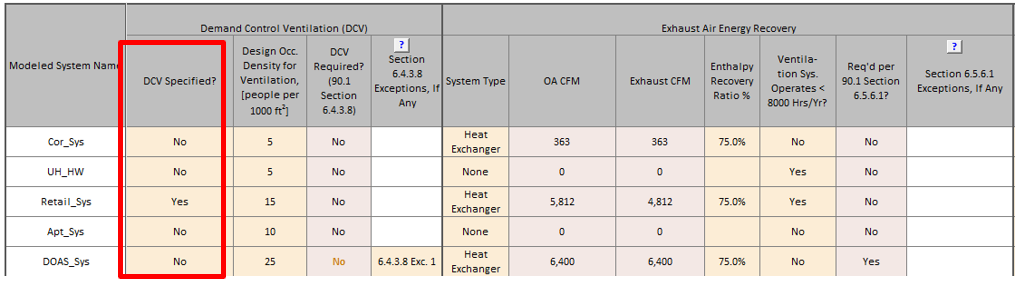 Demand Control Ventilation (DCV) Exhaust Air Energy Recovery
Modeled System Name
DCV Specified?
Design Occ.
Density for
Ventilation,
[people per
1000 ft²]
DCV
Required?
(90.1
Section
6.4.3.8)
?
Section
6.4.3.8
Exceptions, If
Any
System Type
OA CFM
Exhaust CFM
Enthalpy
Recovery
Ratio %
Ventila-
tion Sys.
Operates <
8000 Hrs/Yr?
Req'd per
90.1 Section
6.5.6.1?
?
Section 6.5.6.1
Exceptions, If Any
Cor_Sys No 5 No Heat Exchanger 363 363 75.0% No No
UH_HW No 5 No None 0 0 Yes No
Retail_Sys Yes 15 No Heat Exchanger 5,812 4,812 75.0% Yes No
Apt_Sys No 10 No None 0 0 No No
DOAS_Sys No 25 No 6.4.3.8 Exc. 1 Heat Exchanger 6,400 6,400 75.0% No Yes